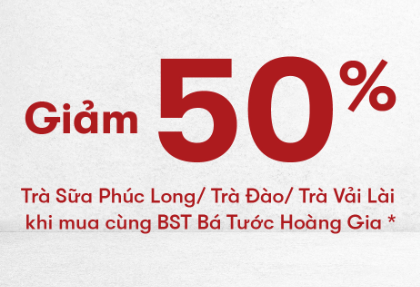 Giảm 50%
Trà Sữa Phúc Long/ Trà Đào/ Trà Vải Lài
khi mua cùng BST Bá Tước Hoàng Gia *